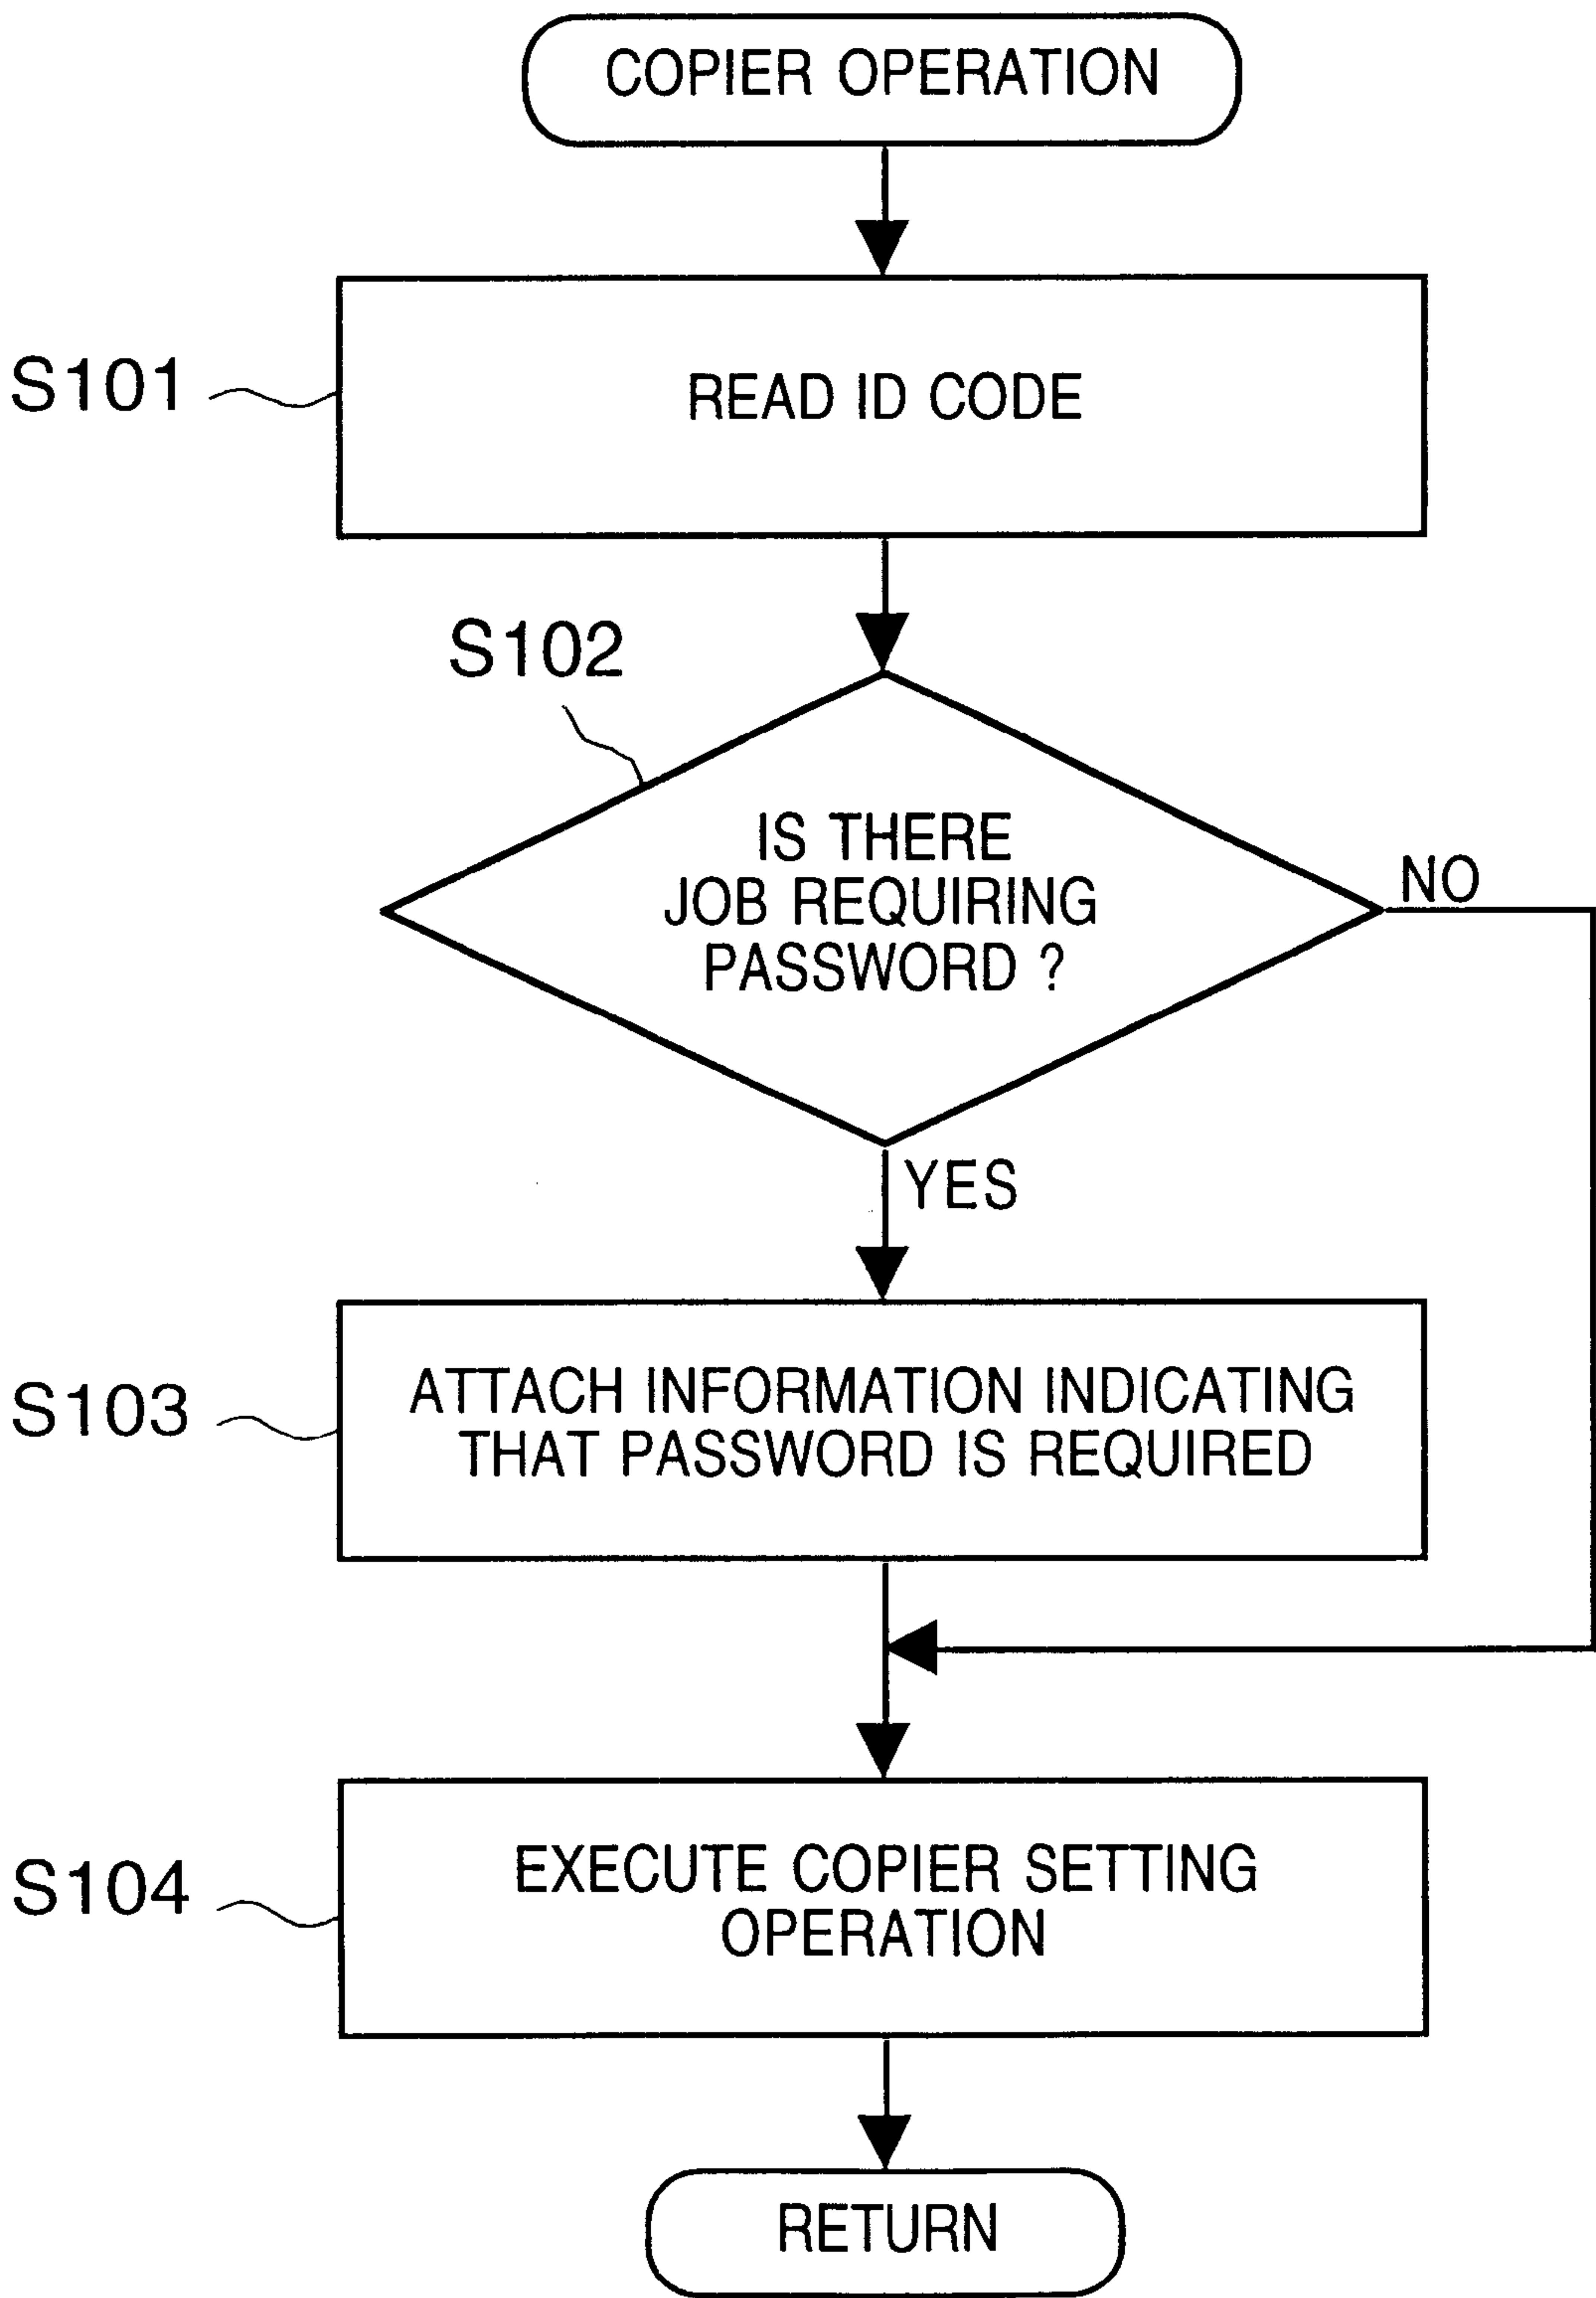 COPIER OPERATION
S101
READ ID CODE
S102
IS THERE
JOB REQUIRING
PASSWORD ?
NO
YES
S103
ATTACH INFORMATION INDICATING
THAT PASSWORD IS REQUIRED
S104
EXECUTE COPIER SETTING
OPERATION
RETURN